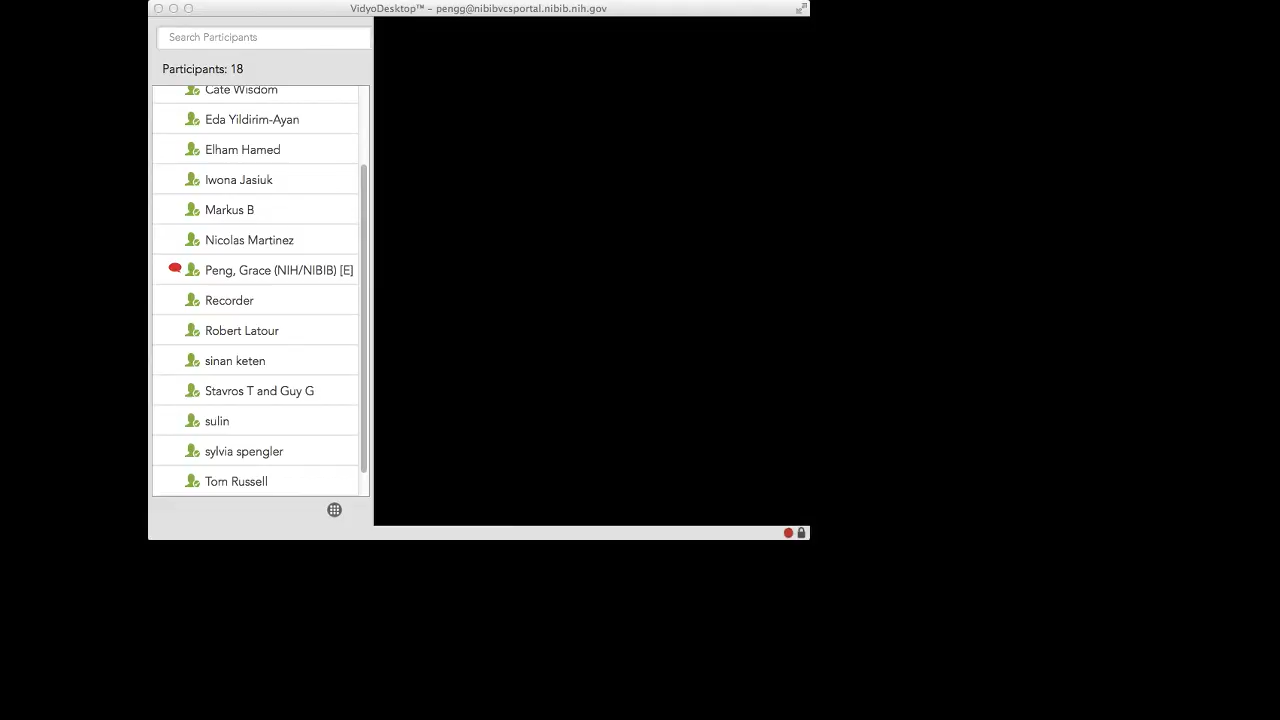 VidyoDesktop™ – pengg@nibibvcsportal.nibib.nih.gov
Search Participants
Participants: 18
Cate Wisdom
Eda Yildirim-Ayan
Elham Hamed
Iwona Jasiuk
Markus B
Nicolas Martinez
Peng, Grace (NIH/NIBIB) [E]
Recorder
Robert Latour
sinan keten
Stavros T and Guy G
sulin
sylvia spengler
Tom Russell